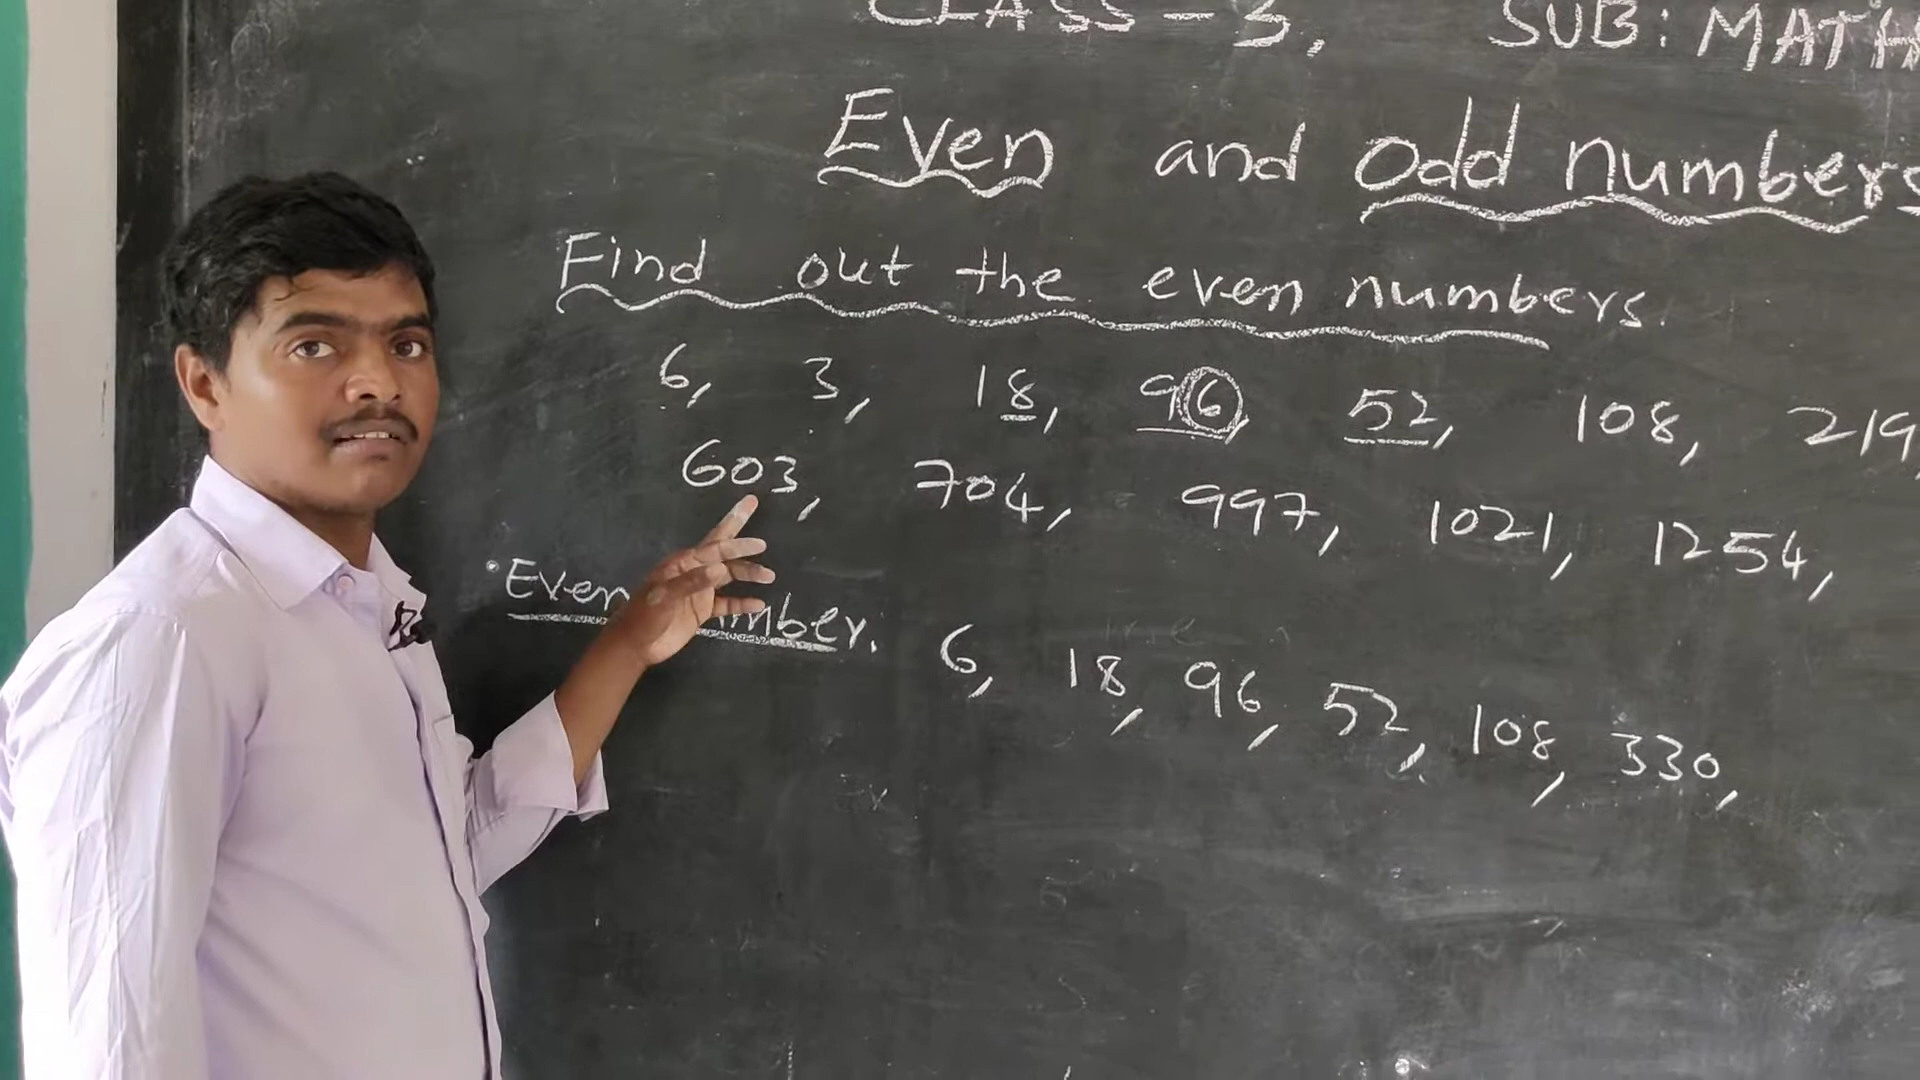 CLASS - 3, SUB: MATH
Even and odd numbers
Find out the even numbers.
6, 3, 18, 96, 52, 108, 219,
603, 704, 997, 1021, 1254,
Even number. 6, 18, 96, 52, 108, 330,